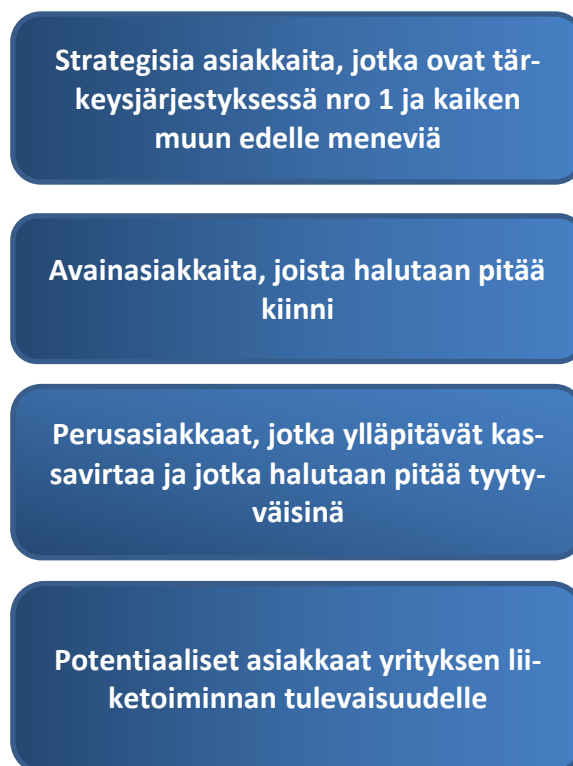 Strategisia asiakkaita, jotka ovat tär-
keysjärjestyksessä nro 1 ja kaiken
muun edelle meneviä
Avainasiakkaita, joista halutaan pitää
kiinni
Perusasiakkaat, jotka ylläpitävät kas-
savirtaa ja jotka halutaan pitää tyyty-
väisinä
Potentiaaliset asiakkaat yrityksen lii-
ketoiminnan tulevaisuudelle